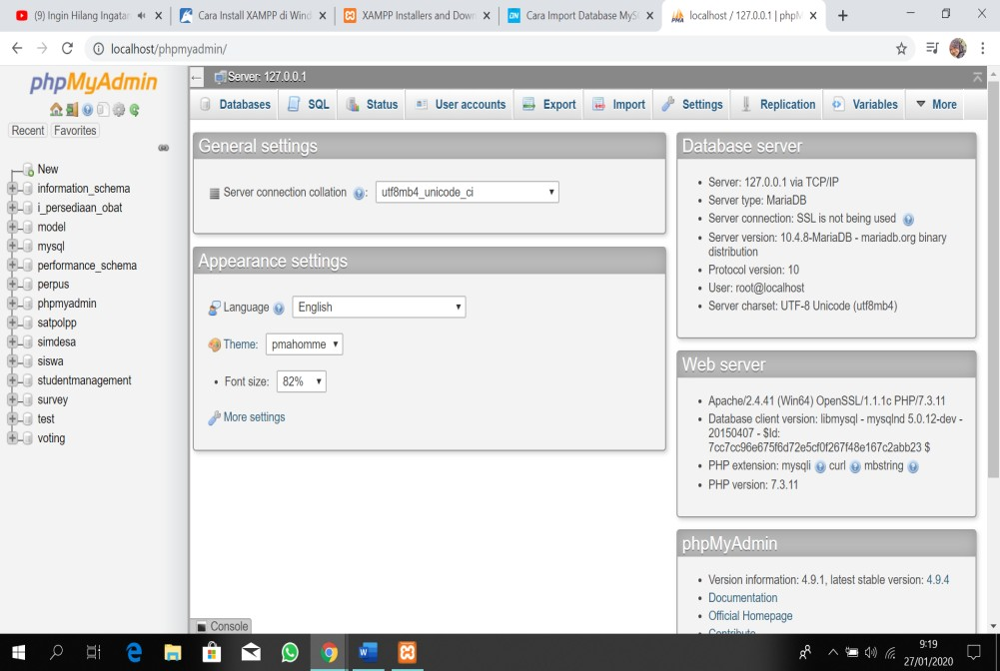 (9) Ingin Hilang Ingatan
Cara Install XAMPP di Wind
XAMPP Installers and Down
Cara Import Database MyS
localhost / 127.0.0.1 | phpM
localhost/phpmyadmin/
phpMyAdmin
Recent Favorites
New
information_schema
i_persediaan_obat
model
mysql
performance_schema
perpus
phpmyadmin
satpolpp
simdesa
siswa
studentmanagement
survey
test
voting
Server: 127.0.0.1
Databases SQL Status User accounts Export Import Settings Replication Variables More
General settings
Server connection collation : utf8mb4_unicode_ci
Appearance settings
Language English
Theme: pmahomme
• Font size: 82%
More settings
Database server
• Server: 127.0.0.1 via TCP/IP
• Server type: MariaDB
• Server connection: SSL is not being used
• Server version: 10.4.8-MariaDB - mariadb.org binary
distribution
• Protocol version: 10
• User: root@localhost
• Server charset: UTF-8 Unicode (utf8mb4)
Web server
• Apache/2.4.41 (Win64) OpenSSL/1.1.1c PHP/7.3.11
• Database client version: libmysql - mysqlnd 5.0.12-dev -
20150407 - $Id:
7cc7cc96e675f6d72e5cf0f267f48e167c2abb23 $
• PHP extension: mysqli curl mbstring
• PHP version: 7.3.11
phpMyAdmin
• Version information: 4.9.1, latest stable version: 4.9.4
• Documentation
• Official Homepage
• Contribute
Console
9:19
27/01/2020